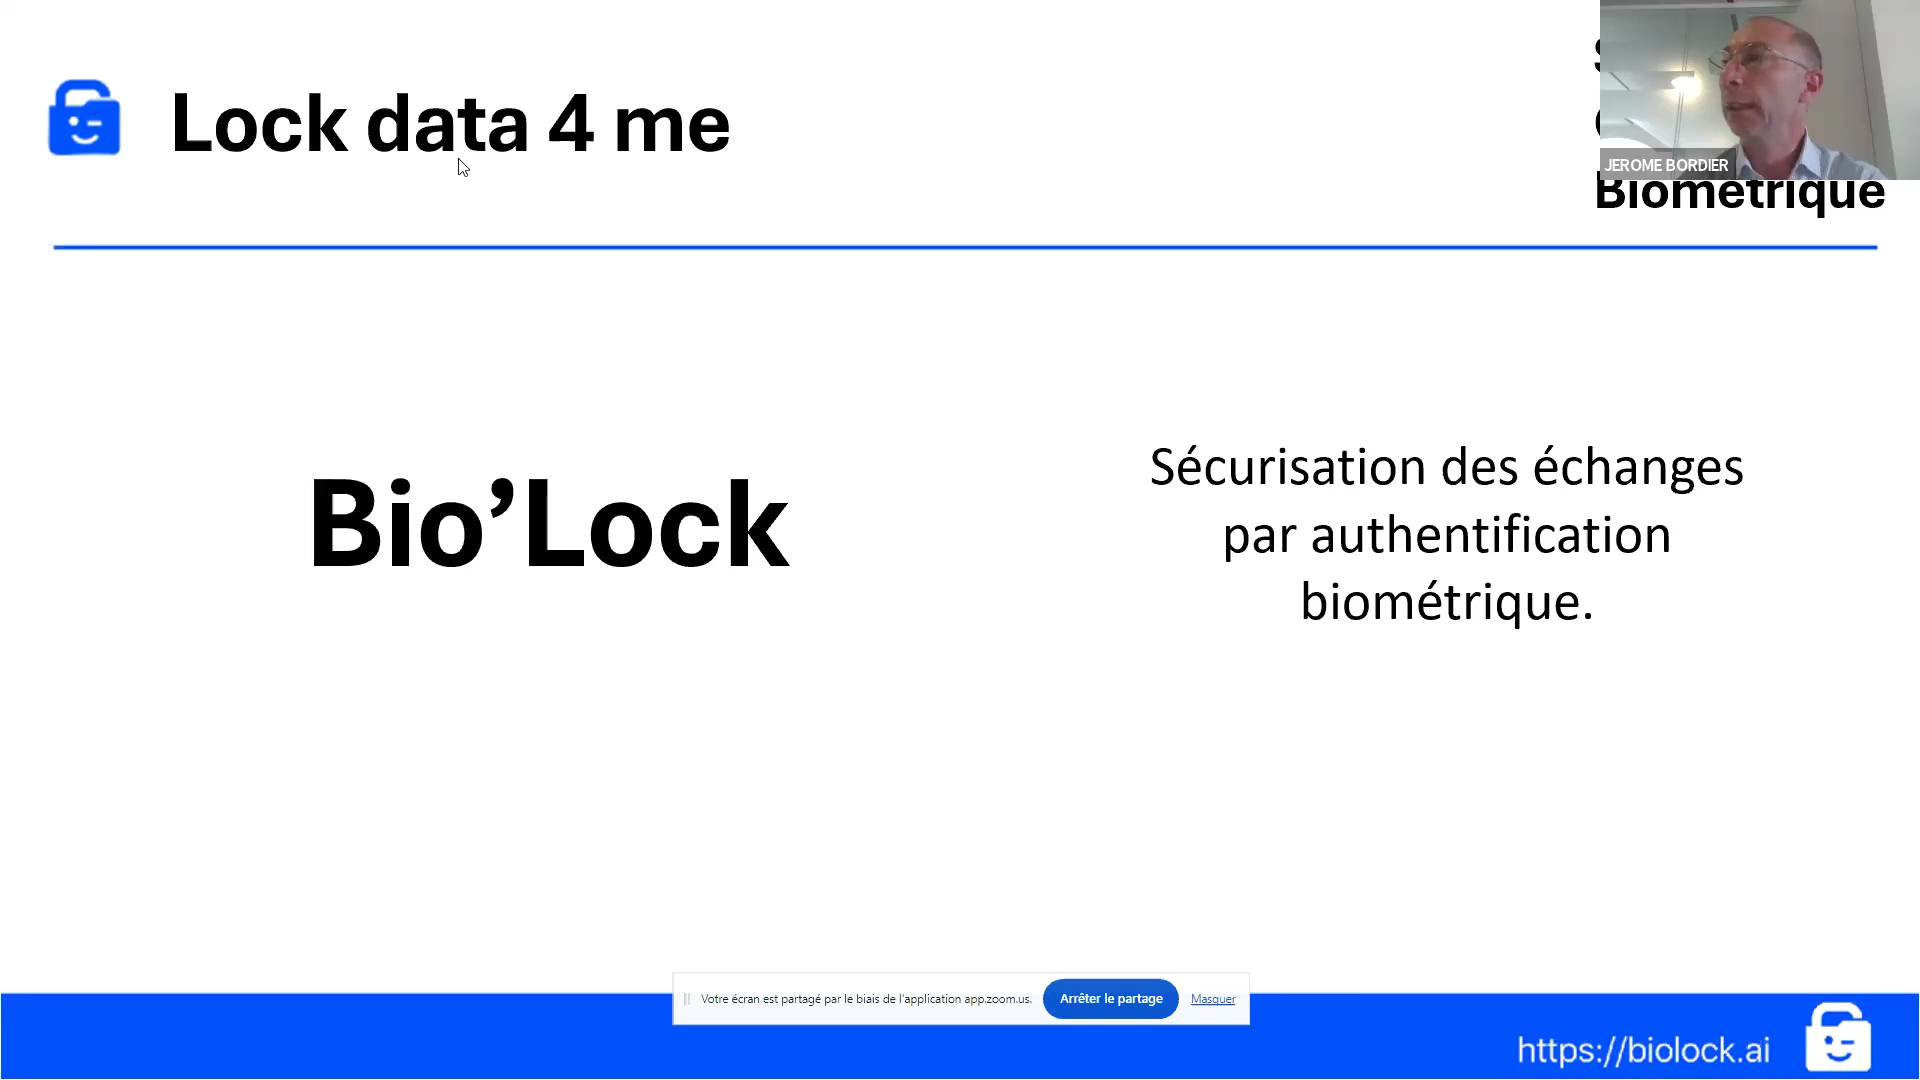 Lock data 4 me
JEROME BORDIER
Biométrique
Bio’Lock
Sécurisation des échanges
par authentification
biométrique.
Votre écran est partagé par le biais de l'application app.zoom.us.
Arrêter le partage
Masquer
https://biolock.ai